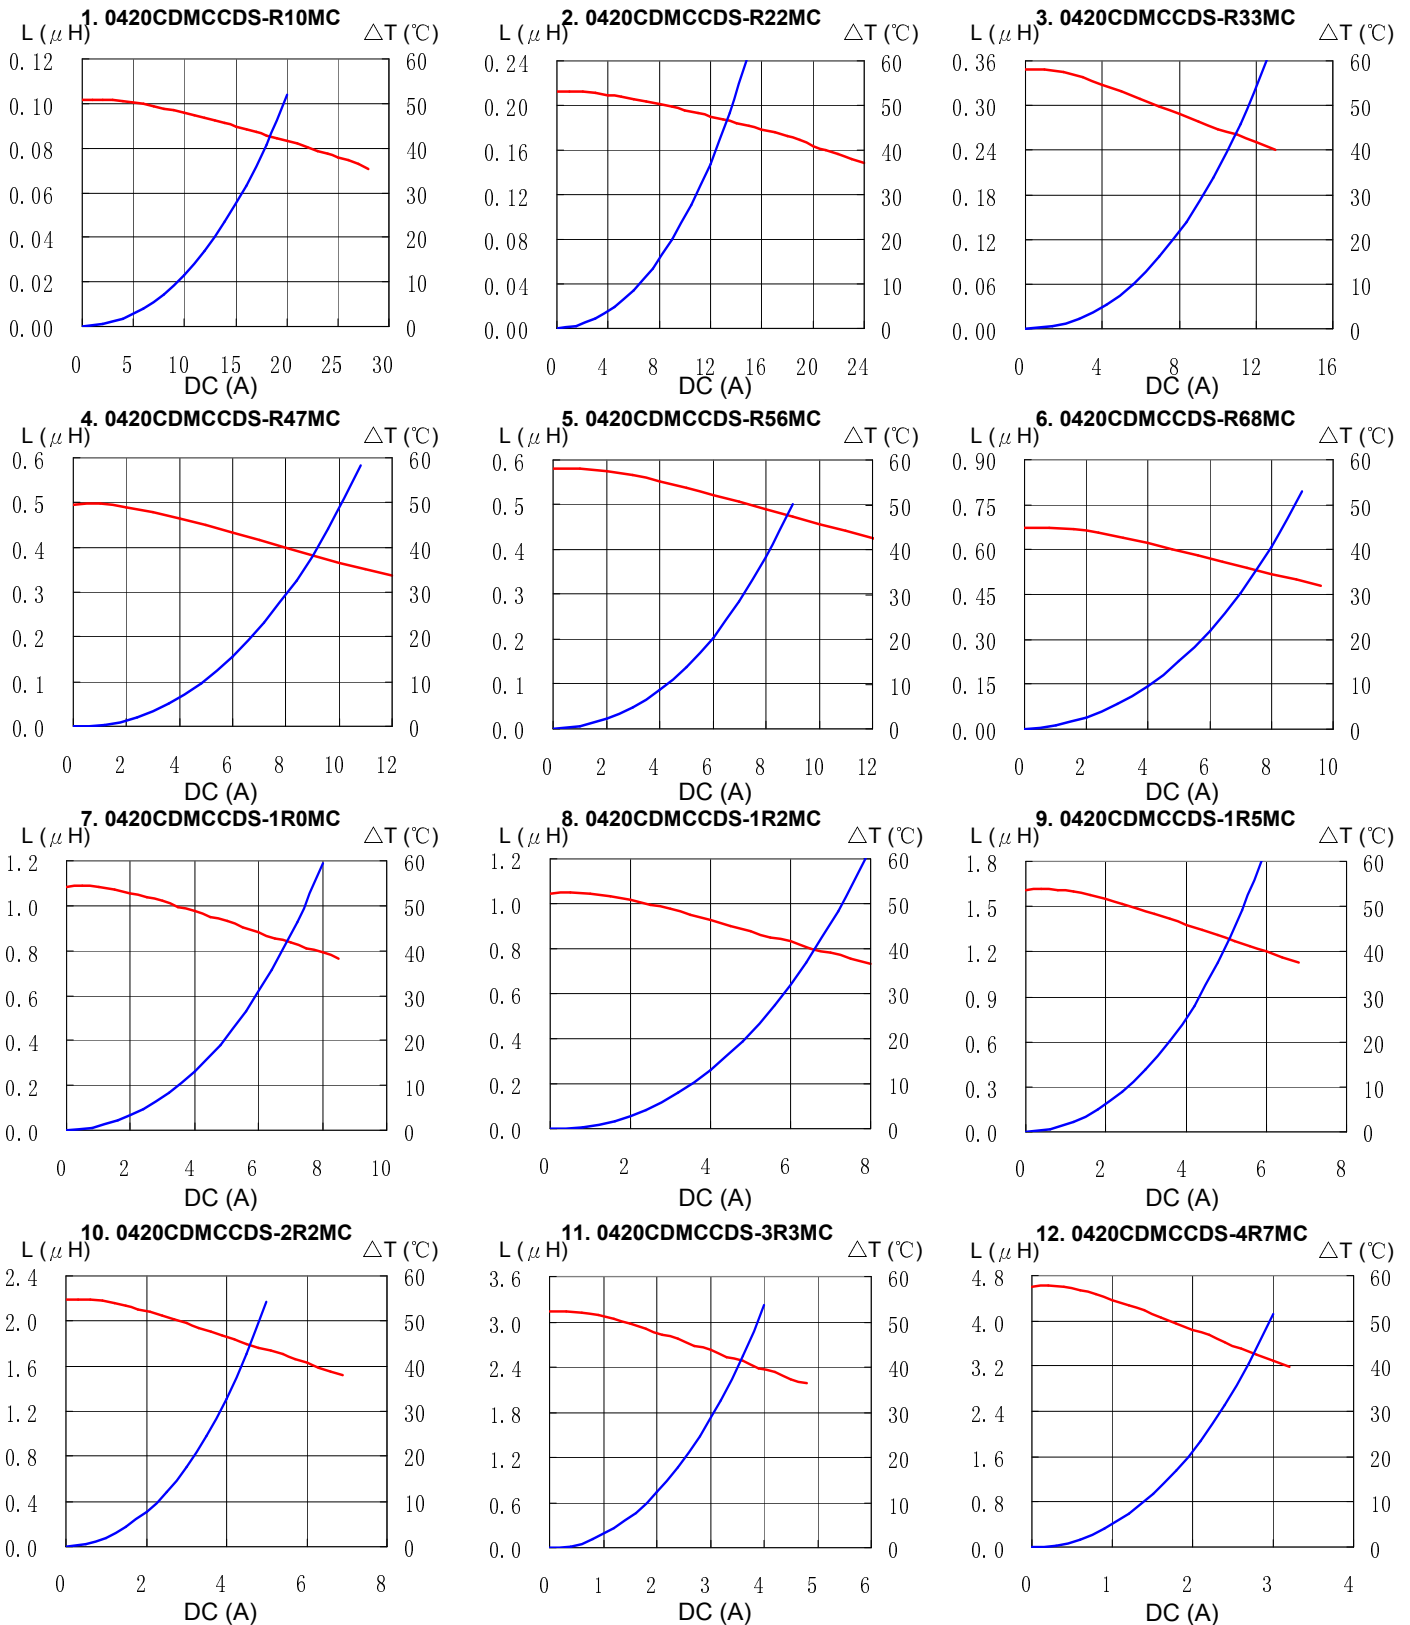 1. 0420CDMCCDS-R10MC
L (μ H)
△T (℃)
0.12
0.10
0.08
0.06
0.04
0.02
0.00
60
50
40
30
20
10
0
0 5 10 15 20 25 30
DC (A)
2. 0420CDMCCDS-R22MC
L (μ H)
△T (℃)
0.24
0.20
0.16
0.12
0.08
0.04
0.00
60
50
40
30
20
10
0
0 4 8 12 16 20 24
DC (A)
3. 0420CDMCCDS-R33MC
L (μ H)
△T (℃)
0.36
0.30
0.24
0.18
0.12
0.06
0.00
60
50
40
30
20
10
0
0 4 8 12 16
DC (A)
4. 0420CDMCCDS-R47MC
L (μ H)
△T (℃)
0.6
0.5
0.4
0.3
0.2
0.1
0.0
60
50
40
30
20
10
0
0 2 4 6 8 10 12
DC (A)
5. 0420CDMCCDS-R56MC
L (μ H)
△T (℃)
0.6
0.5
0.4
0.3
0.2
0.1
0.0
60
50
40
30
20
10
0
0 2 4 6 8 10 12
DC (A)
6. 0420CDMCCDS-R68MC
L (μ H)
△T (℃)
0.90
0.75
0.60
0.45
0.30
0.15
0.00
60
50
40
30
20
10
0
0 2 4 6 8 10
DC (A)
7. 0420CDMCCDS-1R0MC
L (μ H)
△T (℃)
1.2
1.0
0.8
0.6
0.4
0.2
0.0
60
50
40
30
20
10
0
0 2 4 6 8 10
DC (A)
8. 0420CDMCCDS-1R2MC
L (μ H)
△T (℃)
1.2
1.0
0.8
0.6
0.4
0.2
0.0
60
50
40
30
20
10
0
0 2 4 6 8
DC (A)
9. 0420CDMCCDS-1R5MC
L (μ H)
△T (℃)
1.8
1.5
1.2
0.9
0.6
0.3
0.0
60
50
40
30
20
10
0
0 2 4 6 8
DC (A)
10. 0420CDMCCDS-2R2MC
L (μ H)
△T (℃)
2.4
2.0
1.6
1.2
0.8
0.4
0.0
60
50
40
30
20
10
0
0 2 4 6 8
DC (A)
11. 0420CDMCCDS-3R3MC
L (μ H)
△T (℃)
3.6
3.0
2.4
1.8
1.2
0.6
0.0
60
50
40
30
20
10
0
0 1 2 3 4 5 6
DC (A)
12. 0420CDMCCDS-4R7MC
L (μ H)
△T (℃)
4.8
4.0
3.2
2.4
1.6
0.8
0.0
60
50
40
30
20
10
0
0 1 2 3 4
DC (A)